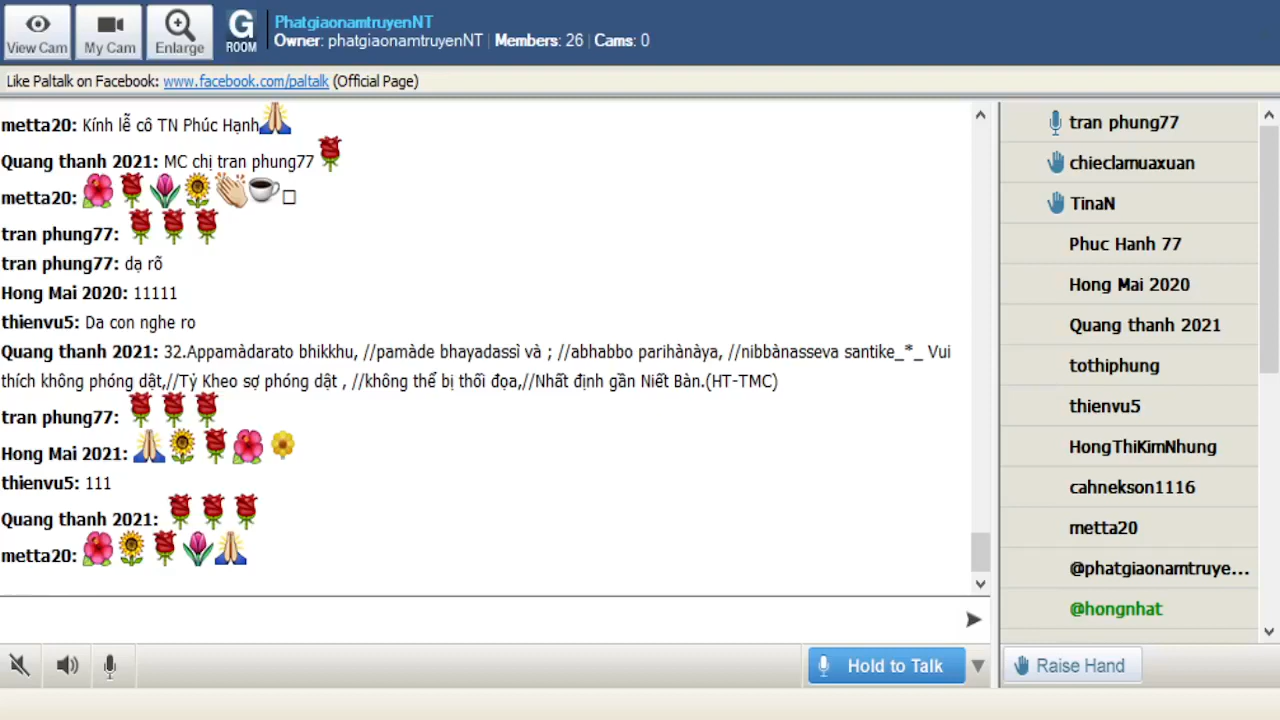 View Cam
My Cam
Enlarge
G
ROOM
PhatgiaonamtruyenNT
Owner: phatgiaonamtruyenNT | Members: 26 | Cams: 0
Like Paltalk on Facebook: www.facebook.com/paltalk (Official Page)
metta20: Kính lễ cô TN Phúc Hạnh
Quang thanh 2021: MC chị tran phung77
metta20:
tran phung77:
tran phung77: dạ rõ
Hong Mai 2020: 11111
thienvu5: Da con nghe ro
Quang thanh 2021: 32.Appamàdarato bhikkhu, //pamàde bhayadassì và ; //abhabbo parihànàya, //nibbànasseva santike_*_ Vui
thích không phóng dật,//Tỷ Kheo sợ phóng dât , //không thể bị thối đọa,//Nhất định gần Niết Bàn.(HT-TMC)
tran phung77:
Hong Mai 2021:
thienvu5: 111
Quang thanh 2021:
metta20:
Hold to Talk
tran phung77
chieclamuaxuan
TinaN
Phuc Hanh 77
Hong Mai 2020
Quang thanh 2021
tothiphung
thienvu5
HongThiKimNhung
cahnekson1116
metta20
@phatgiaonamtruye...
@hongnhat
Raise Hand